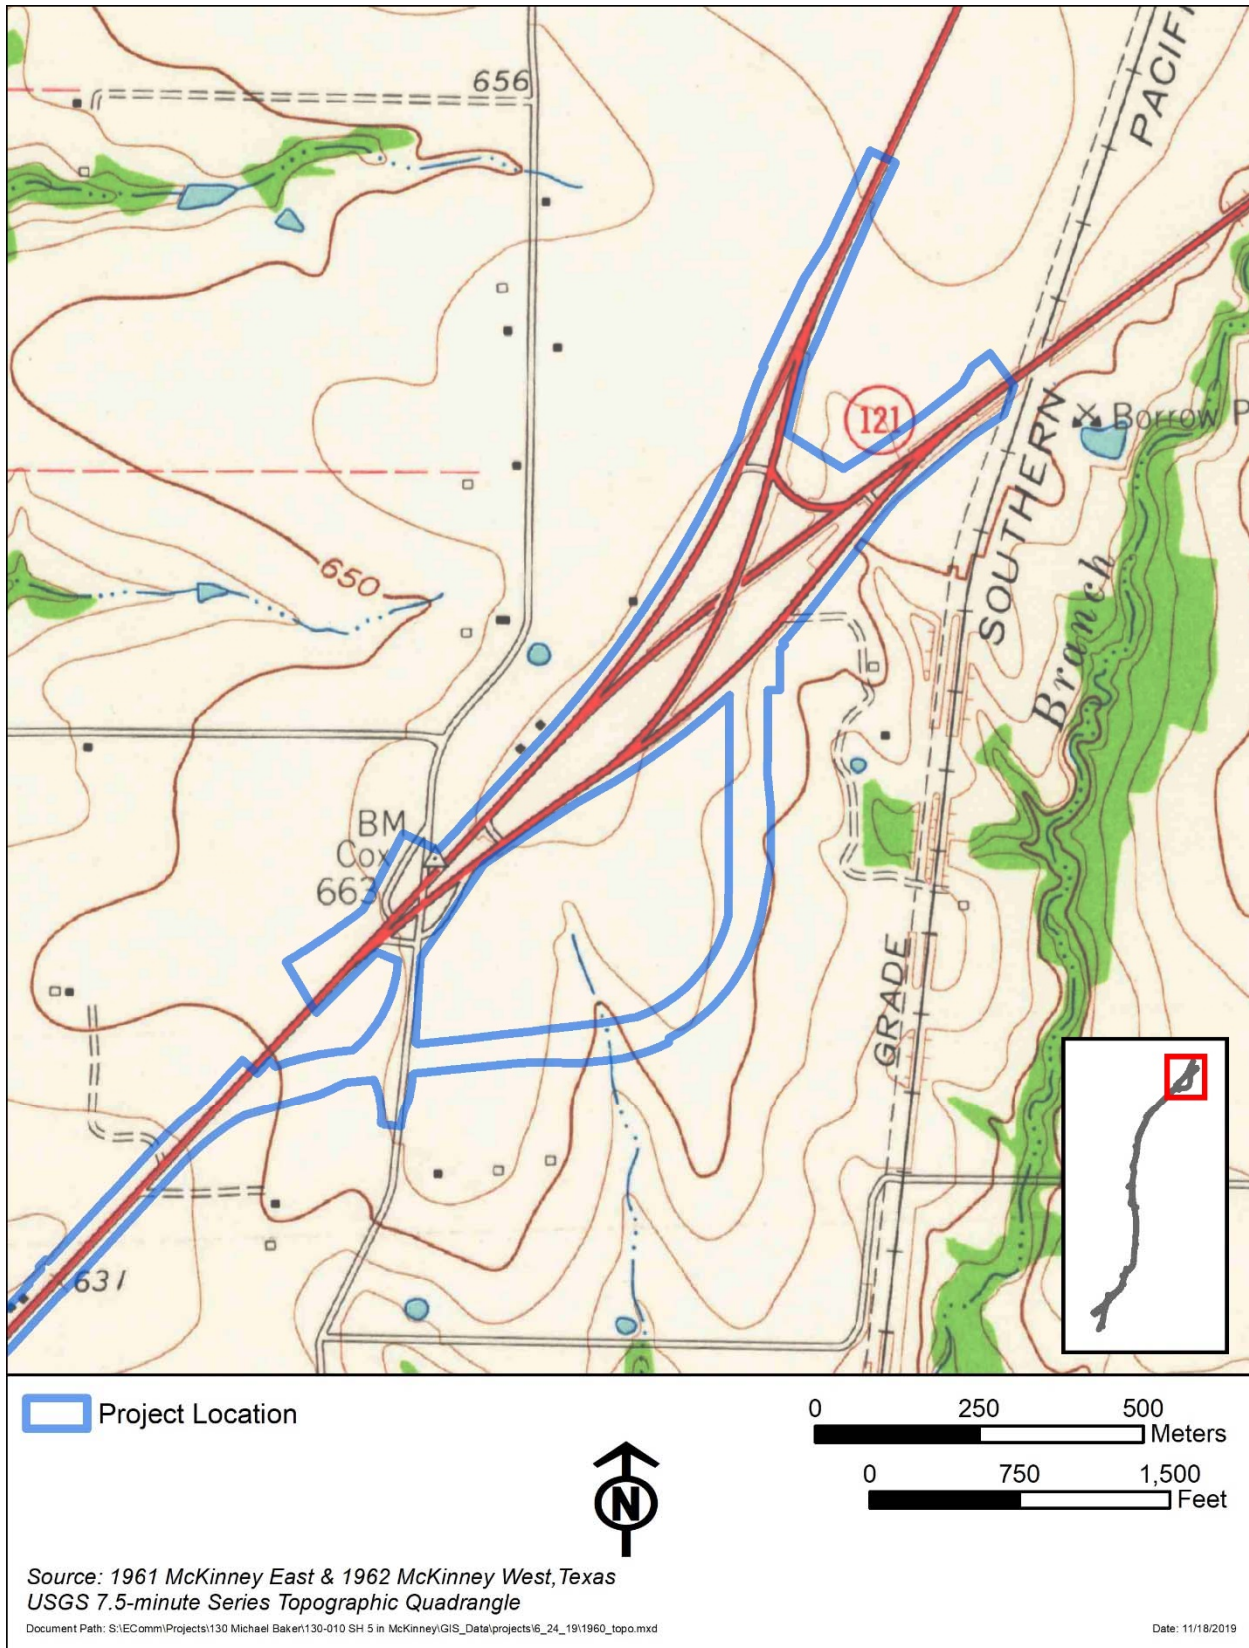 656
PACIFI
121
Borrow P
SOUTHERN
650
Branch
BM
Cox
663
GRADE
631
Project Location
0 250 500
Meters
0 750 1,500
Feet
N
Source: 1961 McKinney East & 1962 McKinney West,Texas
USGS 7.5-minute Series Topographic Quadrangle
Document Path: S:\EComm\Projects\130 Michael Baker\130-010 SH 5 in McKinney\GIS_Data\projects\6_24_19\1960_topo.mxd
Date: 11/18/2019